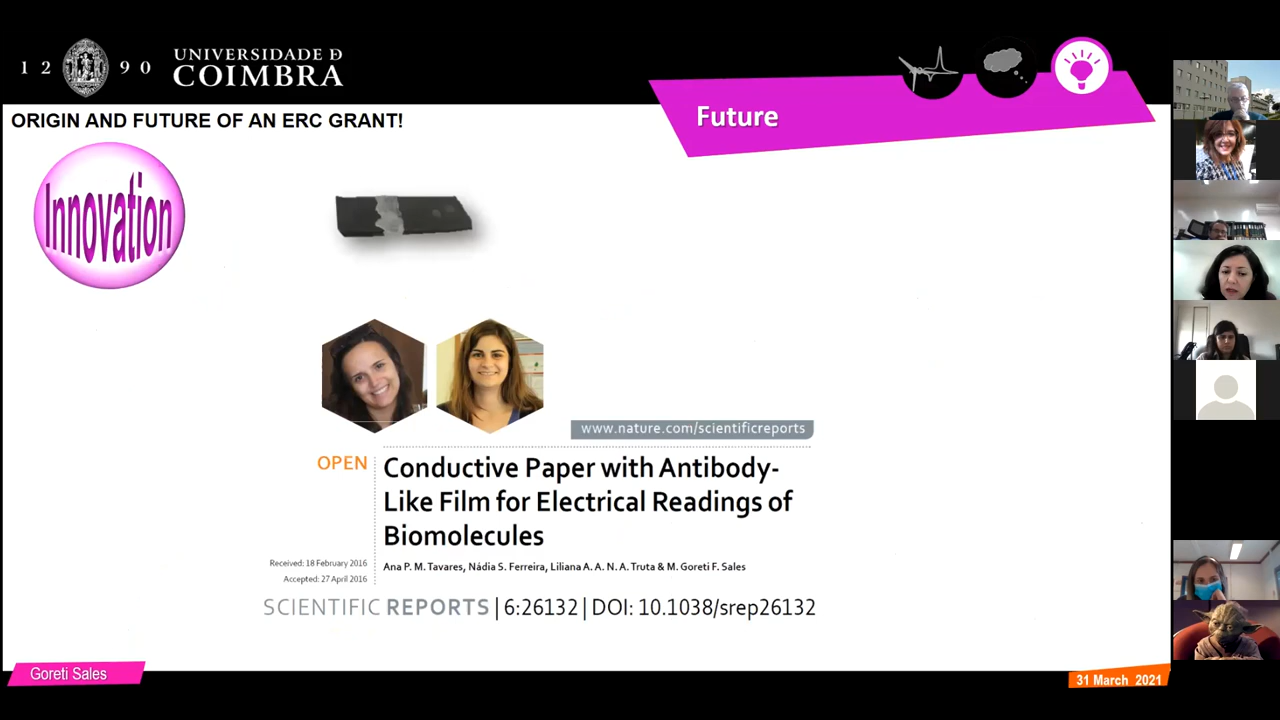 1 2 9 0
UNIVERSIDADE Ð
COIMBRA
Future
ORIGIN AND FUTURE OF AN ERC GRANT!
Innovation
www.nature.com/scientificreports
OPEN
Conductive Paper with Antibody-
Like Film for Electrical Readings of
Biomolecules
Received: 18 February 2016
Accepted: 27 April 2016
Ana P. M. Tavares, Nádia S. Ferreira, Liliana A. A. N. A. Truta & M. Goreti F. Sales
SCIENTIFIC REPORTS | 6:26132 | DOI: 10.1038/srep26132
Goreti Sales
31 March 2021